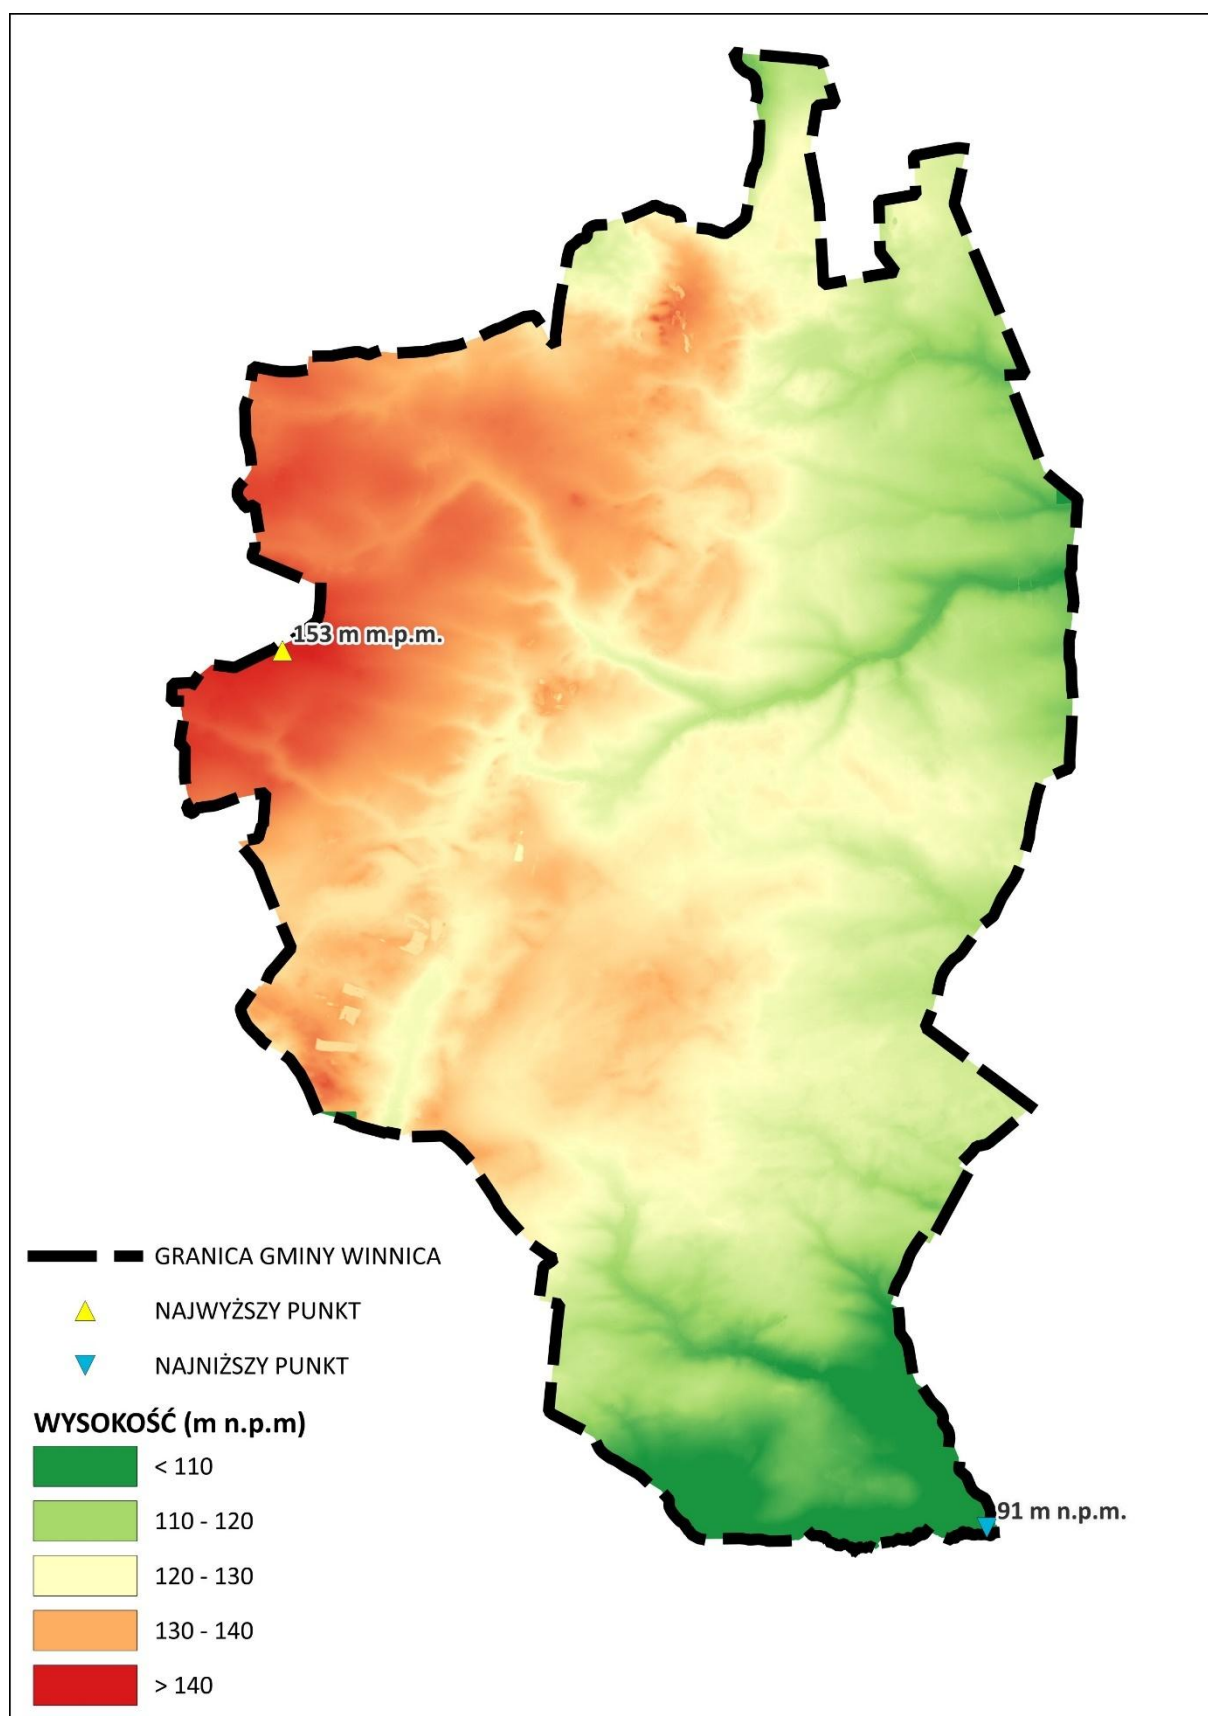 153 m m.p.m.
GRANICA GMINY WINNICA
NAJWYŻSZY PUNKT
NAJNIŻSZY PUNKT
91 m n.p.m.
WYSOKOŚĆ (m n.p.m)
< 110
110 - 120
120 - 130
130 - 140
> 140